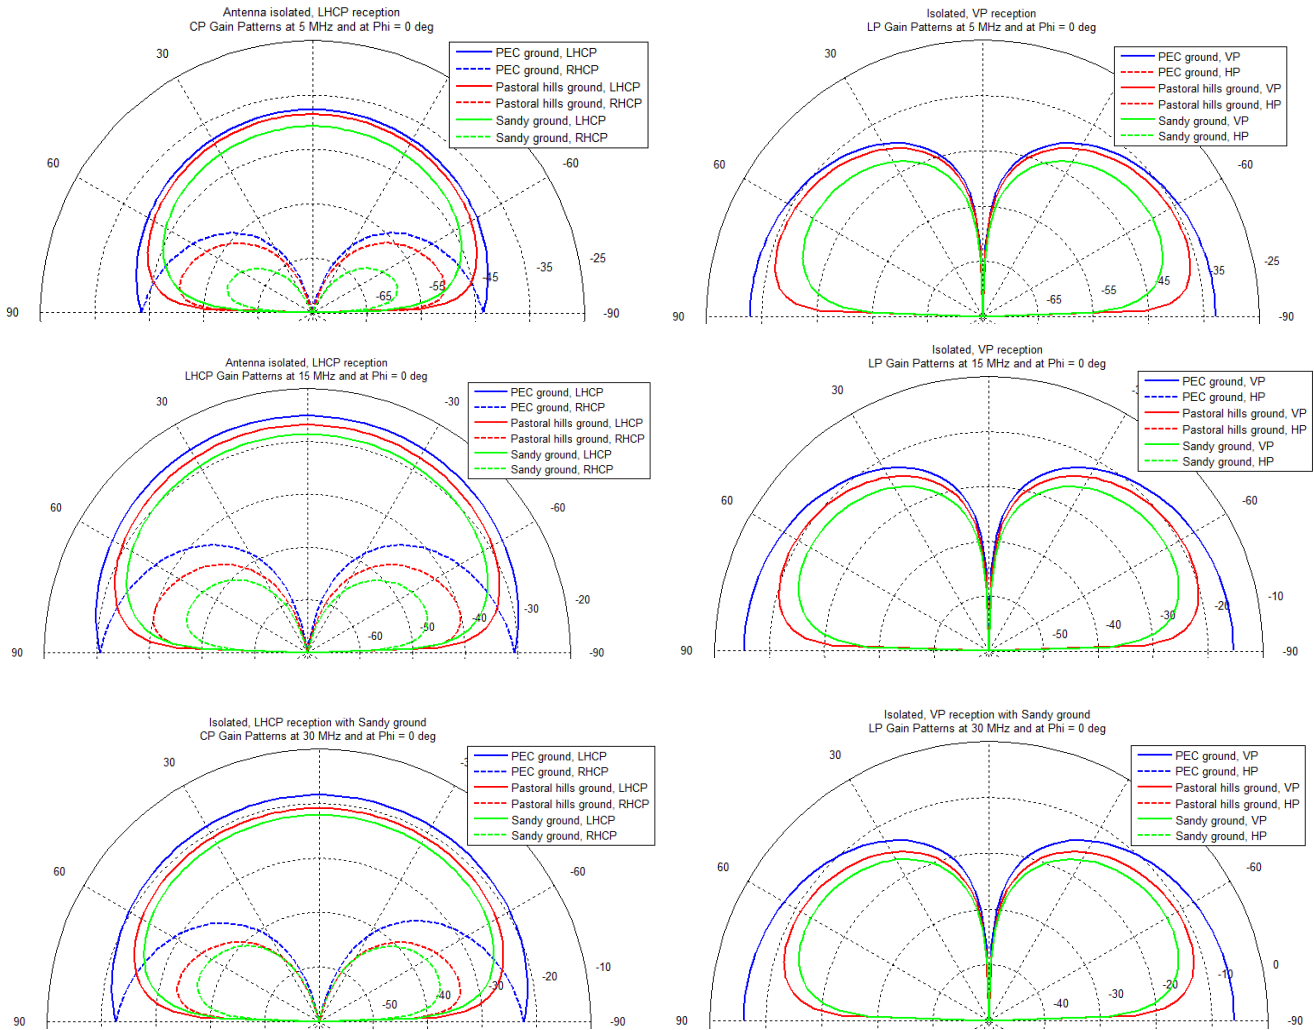 Antenna isolated, LHCP reception
CP Gain Patterns at 5 MHz and at Phi = 0 deg
PEC ground, LHCP
PEC ground, RHCP
Pastoral hills ground, LHCP
Pastoral hills ground, RHCP
Sandy ground, LHCP
Sandy ground, RHCP
30
60
-60
-25
-35
-45
-55
-65
90
-90
Isolated, VP reception
LP Gain Patterns at 5 MHz and at Phi = 0 deg
PEC ground, VP
PEC ground, HP
Pastoral hills ground, VP
Pastoral hills ground, HP
Sandy ground, VP
Sandy ground, HP
30
60
-60
-25
-35
-45
-55
-65
90
-90
Antenna isolated, LHCP reception
LHCP Gain Patterns at 15 MHz and at Phi = 0 deg
PEC ground, LHCP
PEC ground, RHCP
Pastoral hills ground, LHCP
Pastoral hills ground, RHCP
Sandy ground, LHCP
Sandy ground, RHCP
30
-30
60
-60
-20
-30
-40
-50
-60
90
-90
Isolated, VP reception
LP Gain Patterns at 15 MHz and at Phi = 0 deg
PEC ground, VP
PEC ground, HP
Pastoral hills ground, VP
Pastoral hills ground, HP
Sandy ground, VP
Sandy ground, HP
30
60
-60
-10
-20
-30
-40
-50
90
-90
Isolated, LHCP reception with Sandy ground
CP Gain Patterns at 30 MHz and at Phi = 0 deg
PEC ground, LHCP
PEC ground, RHCP
Pastoral hills ground, LHCP
Pastoral hills ground, RHCP
Sandy ground, LHCP
Sandy ground, RHCP
30
60
-60
-10
-20
-30
-40
-50
90
-90
Isolated, VP reception with Sandy ground
LP Gain Patterns at 30 MHz and at Phi = 0 deg
PEC ground, VP
PEC ground, HP
Pastoral hills ground, VP
Pastoral hills ground, HP
Sandy ground, VP
Sandy ground, HP
30
60
-60
0
-10
-20
-30
-40
90
-90